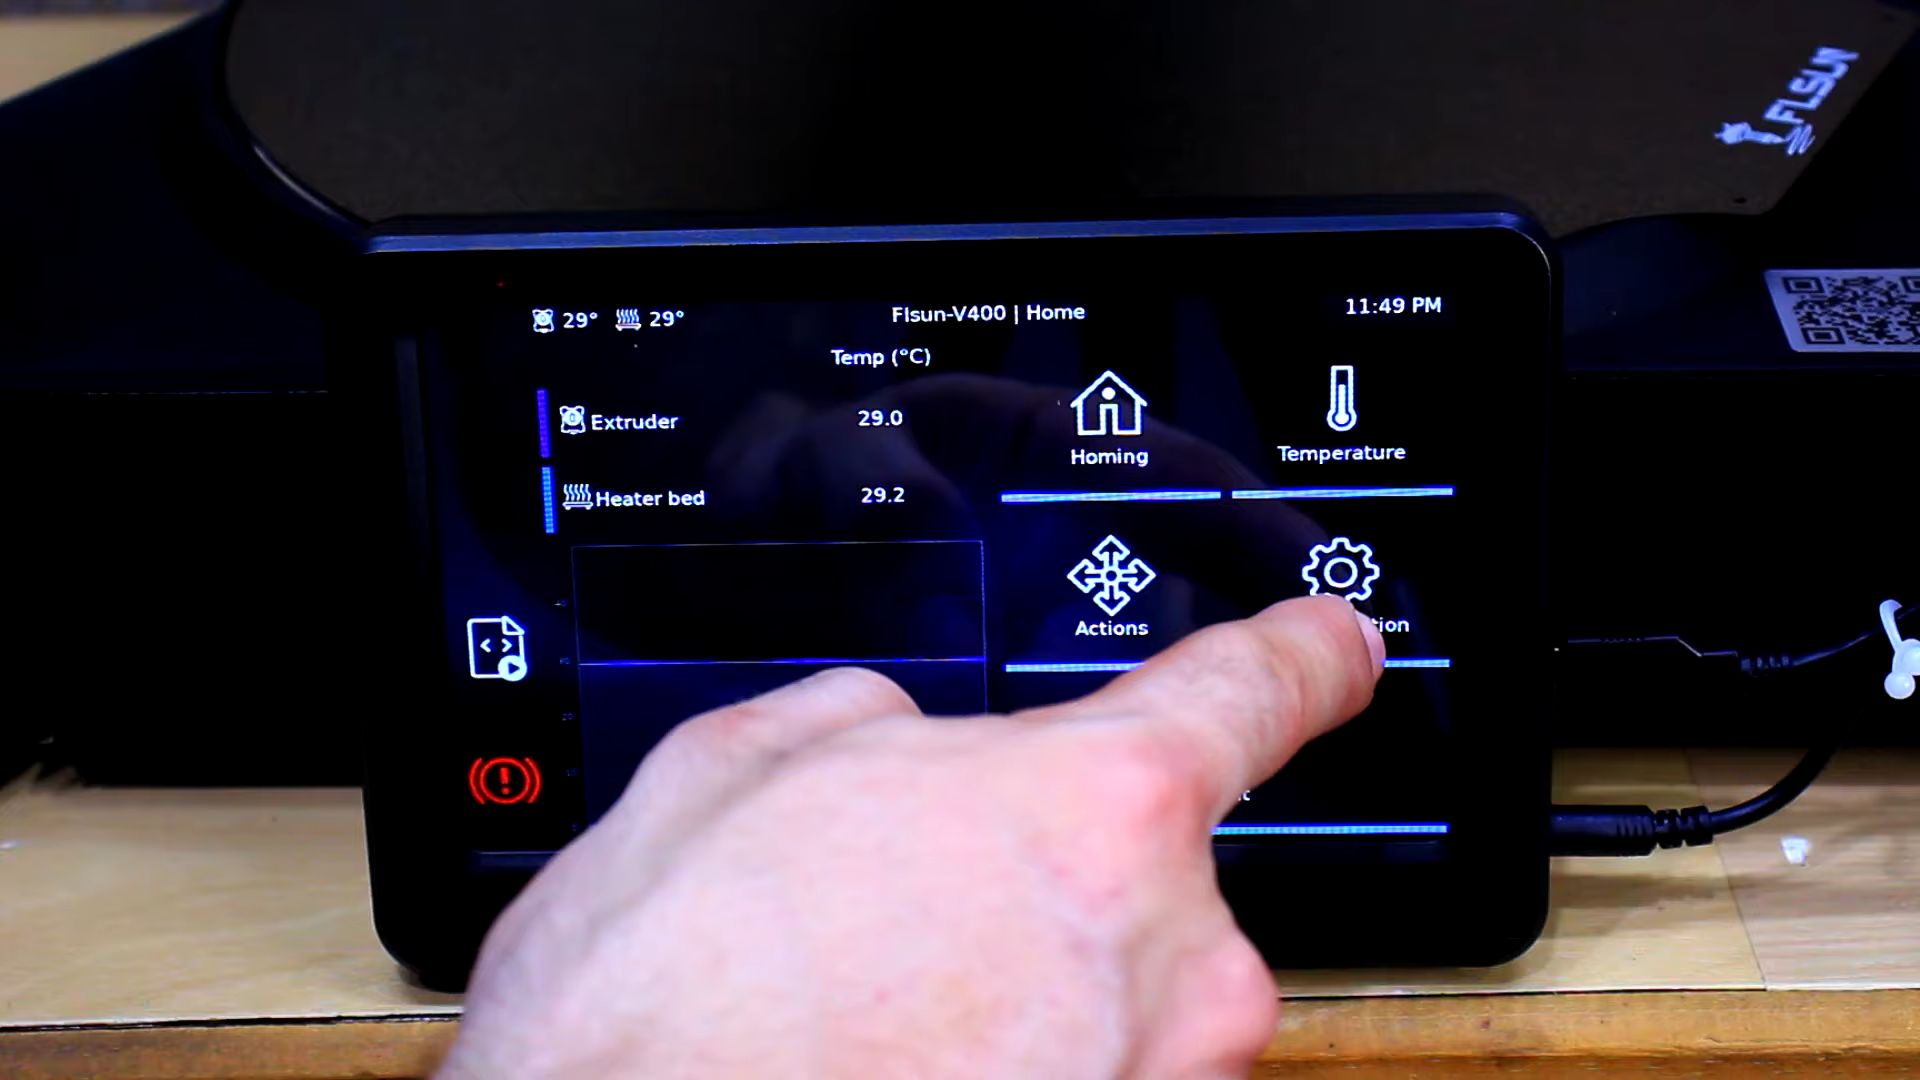 FLSUN
29° 29° Flsun-V400 | Home 11:49 PM
Temp (°C)
Extruder 29.0
Heater bed 29.2
Homing
Temperature
Actions
tion